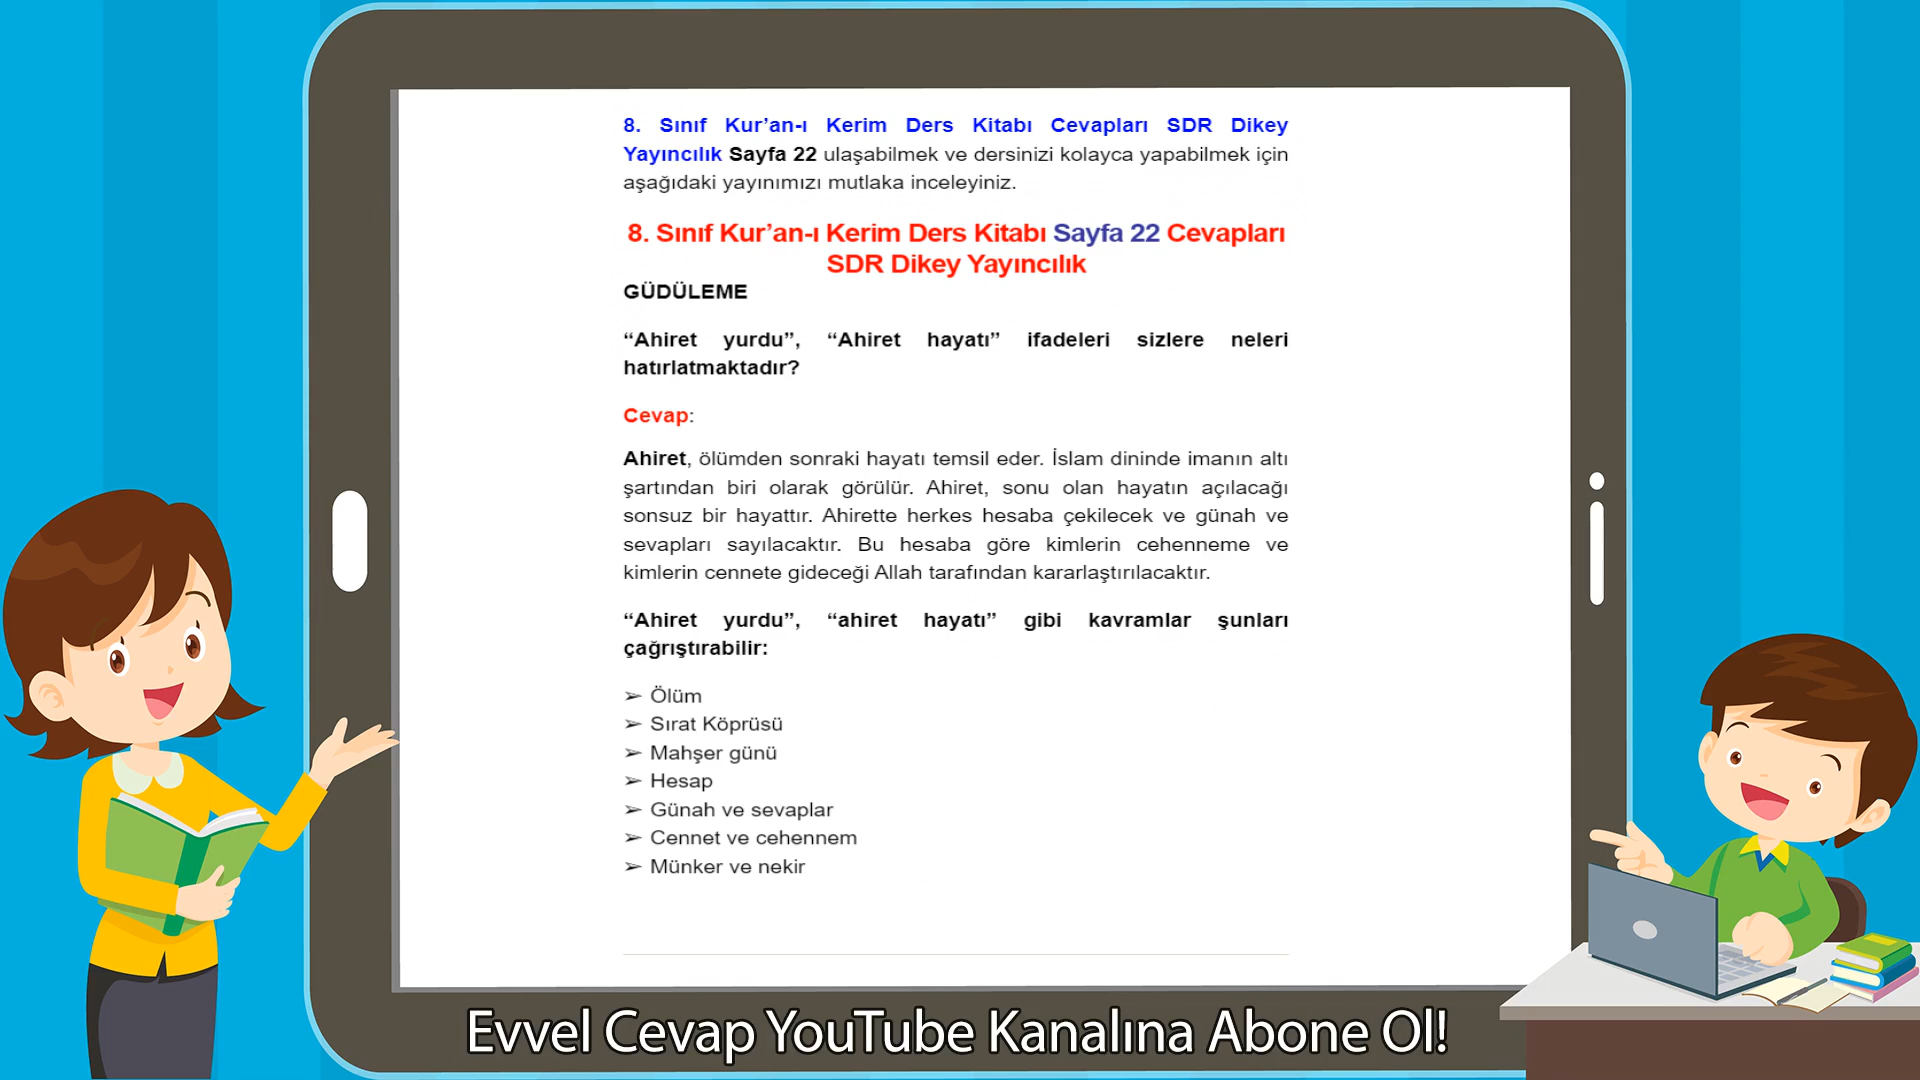 8. Sınıf Kur’an-ı Kerim Ders Kitabı Cevapları SDR Dikey
Yayıncılık Sayfa 22 ulaşabilmek ve dersinizi kolayca yapabilmek için
aşağıdaki yayınımızı mutlaka inceleyiniz.
8. Sınıf Kur’an-ı Kerim Ders Kitabı Sayfa 22 Cevapları
SDR Dikey Yayıncılık
GÜDÜLEME
“Ahiret yurdu”, “Ahiret hayatı” ifadeleri sizlere neleri
hatırlatmaktadır?
Cevap:
Ahiret, ölümden sonraki hayatı temsil eder. İslam dininde imanın altı
şartından biri olarak görülür. Ahiret, sonu olan hayatın açılacağı
sonsuz bir hayattır. Ahirette herkes hesaba çekilecek ve günah ve
sevapları sayılacaktır. Bu hesaba göre kimlerin cehenneme ve
kimlerin cennete gideceği Allah tarafından kararlaştırılacaktır.
“Ahiret yurdu”, “ahiret hayatı” gibi kavramlar şunları
çağrıştırabilir:
➢ Ölüm
➢ Sırat Köprüsü
➢ Mahşer günü
➢ Hesap
➢ Günah ve sevaplar
➢ Cennet ve cehennem
➢ Münker ve nekir
Evvel Cevap YouTube Kanalına Abone Ol!